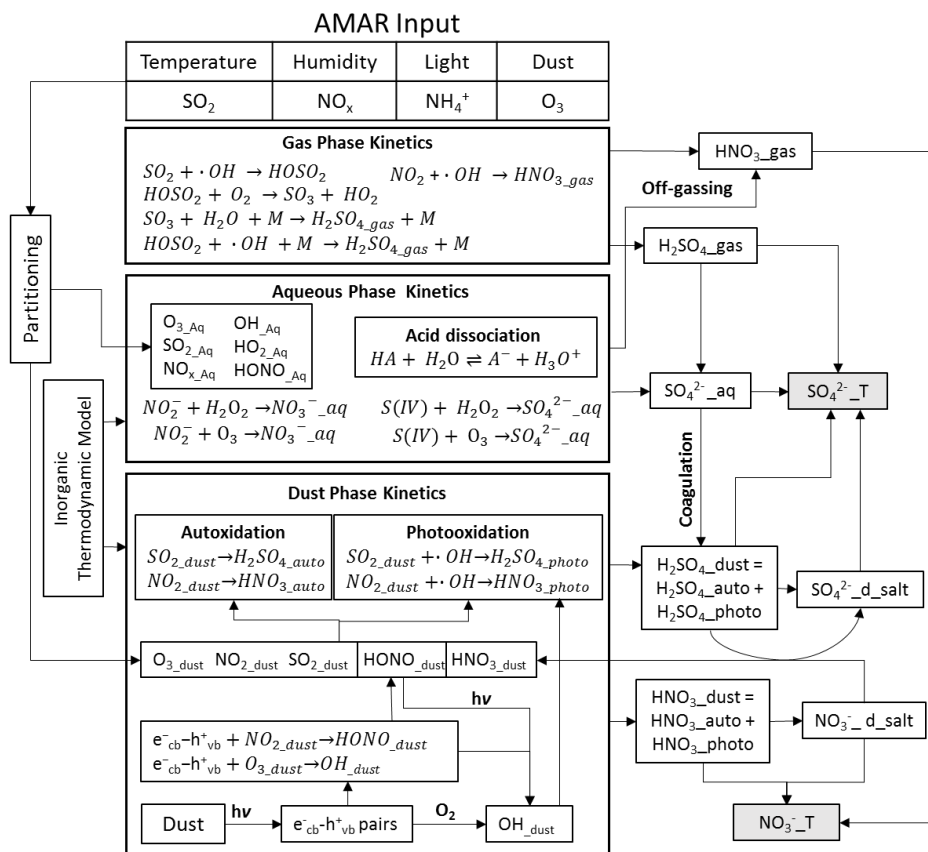 AMAR Input
Temperature Humidity Light Dust
SO₂ NOₓ NH₄⁺ O₃
Gas Phase Kinetics
SO₂ + ·OH → HOSO₂
NO₂ + ·OH → HNO₃_gas
HOSO₂ + O₂ → SO₃ + HO₂
SO₃ + H₂O + M → H₂SO₄_gas + M
HOSO₂ + ·OH + M → H₂SO₄_gas + M
HNO₃_gas
Off-gassing
H₂SO₄_gas
Partitioning
Aqueous Phase Kinetics
O₃_Aq OH_Aq
SO₂_Aq HO₂_Aq
NOₓ_Aq HONO_Aq
Acid dissociation
HA + H₂O ⇌ A⁻ + H₃O⁺
NO₂⁻ + H₂O₂ → NO₃⁻_aq
S(IV) + H₂O₂ → SO₄²⁻_aq
NO₂⁻ + O₃ → NO₃⁻_aq
S(IV) + O₃ → SO₄²⁻_aq
SO₄²⁻_aq
SO₄²⁻_T
Inorganic
Thermodynamic Model
Coagulation
Dust Phase Kinetics
Autoxidation
SO₂_dust → H₂SO₄_auto
NO₂_dust → HNO₃_auto
Photooxidation
SO₂_dust + ·OH → H₂SO₄_photo
NO₂_dust + ·OH → HNO₃_photo
H₂SO₄_dust =
H₂SO₄_auto +
H₂SO₄_photo
SO₄²⁻_d_salt
O₃_dust NO₂_dust SO₂_dust HONO_dust HNO₃_dust
hν
e⁻cb–h⁺vb + NO₂_dust → HONO_dust
e⁻cb–h⁺vb + O₃_dust → OH_dust
HNO₃_dust =
HNO₃_auto +
HNO₃_photo
NO₃⁻_d_salt
Dust
hν
e⁻cb-h⁺vb pairs
O₂
OH_dust
NO₃⁻_T